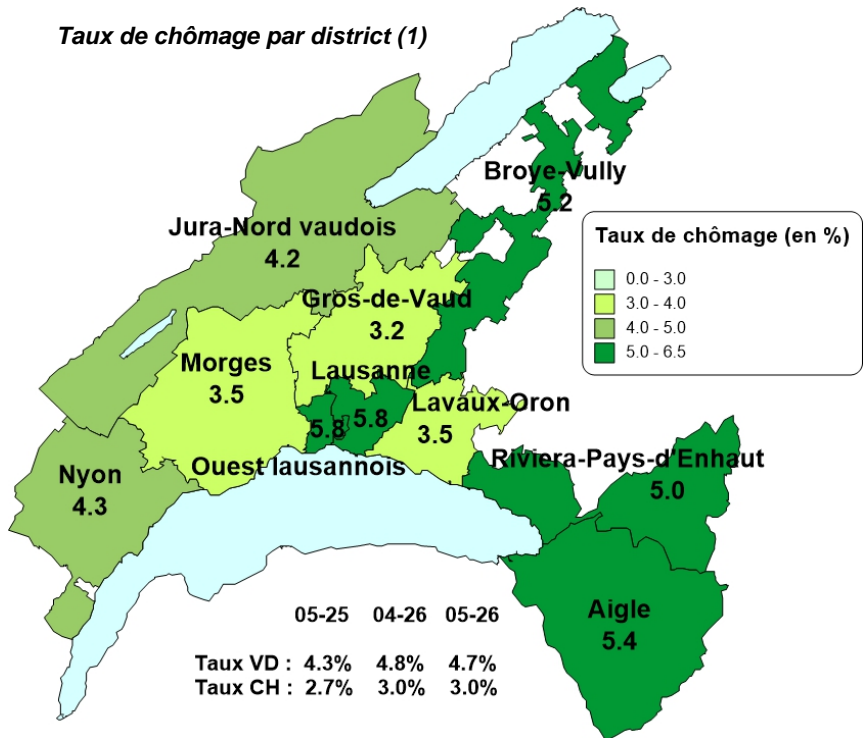 Taux de chômage par district (1)
Broye-Vully
5.2
Jura-Nord vaudois
4.2
Taux de chômage (en %)
0.0 - 3.0
3.0 - 4.0
4.0 - 5.0
5.0 - 6.5
Gros-de-Vaud
3.2
Morges
3.5
Lausanne
5.8
5.8
Ouest lausannois
Lavaux-Oron
3.5
Riviera-Pays-d'Enhaut
5.0
Nyon
4.3
Aigle
5.4
05-25 04-26 05-26
Taux VD : 4.3% 4.8% 4.7%
Taux CH : 2.7% 3.0% 3.0%